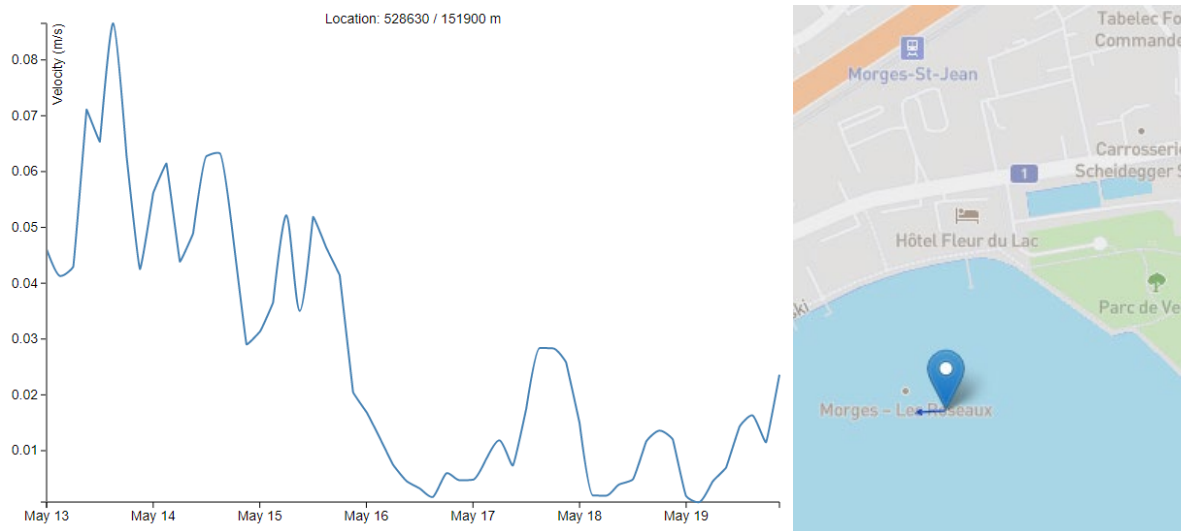 Location: 528630 / 151900 m
Velocity (m/s)
0.08
0.07
0.06
0.05
0.04
0.03
0.02
0.01
May 13
May 14
May 15
May 16
May 17
May 18
May 19
Tabelec Fo
Commande
Morges-St-Jean
Carrosserie
Scheidegger S
1
Hôtel Fleur du Lac
ski
Parc de Ve
Morges – Les Roseaux